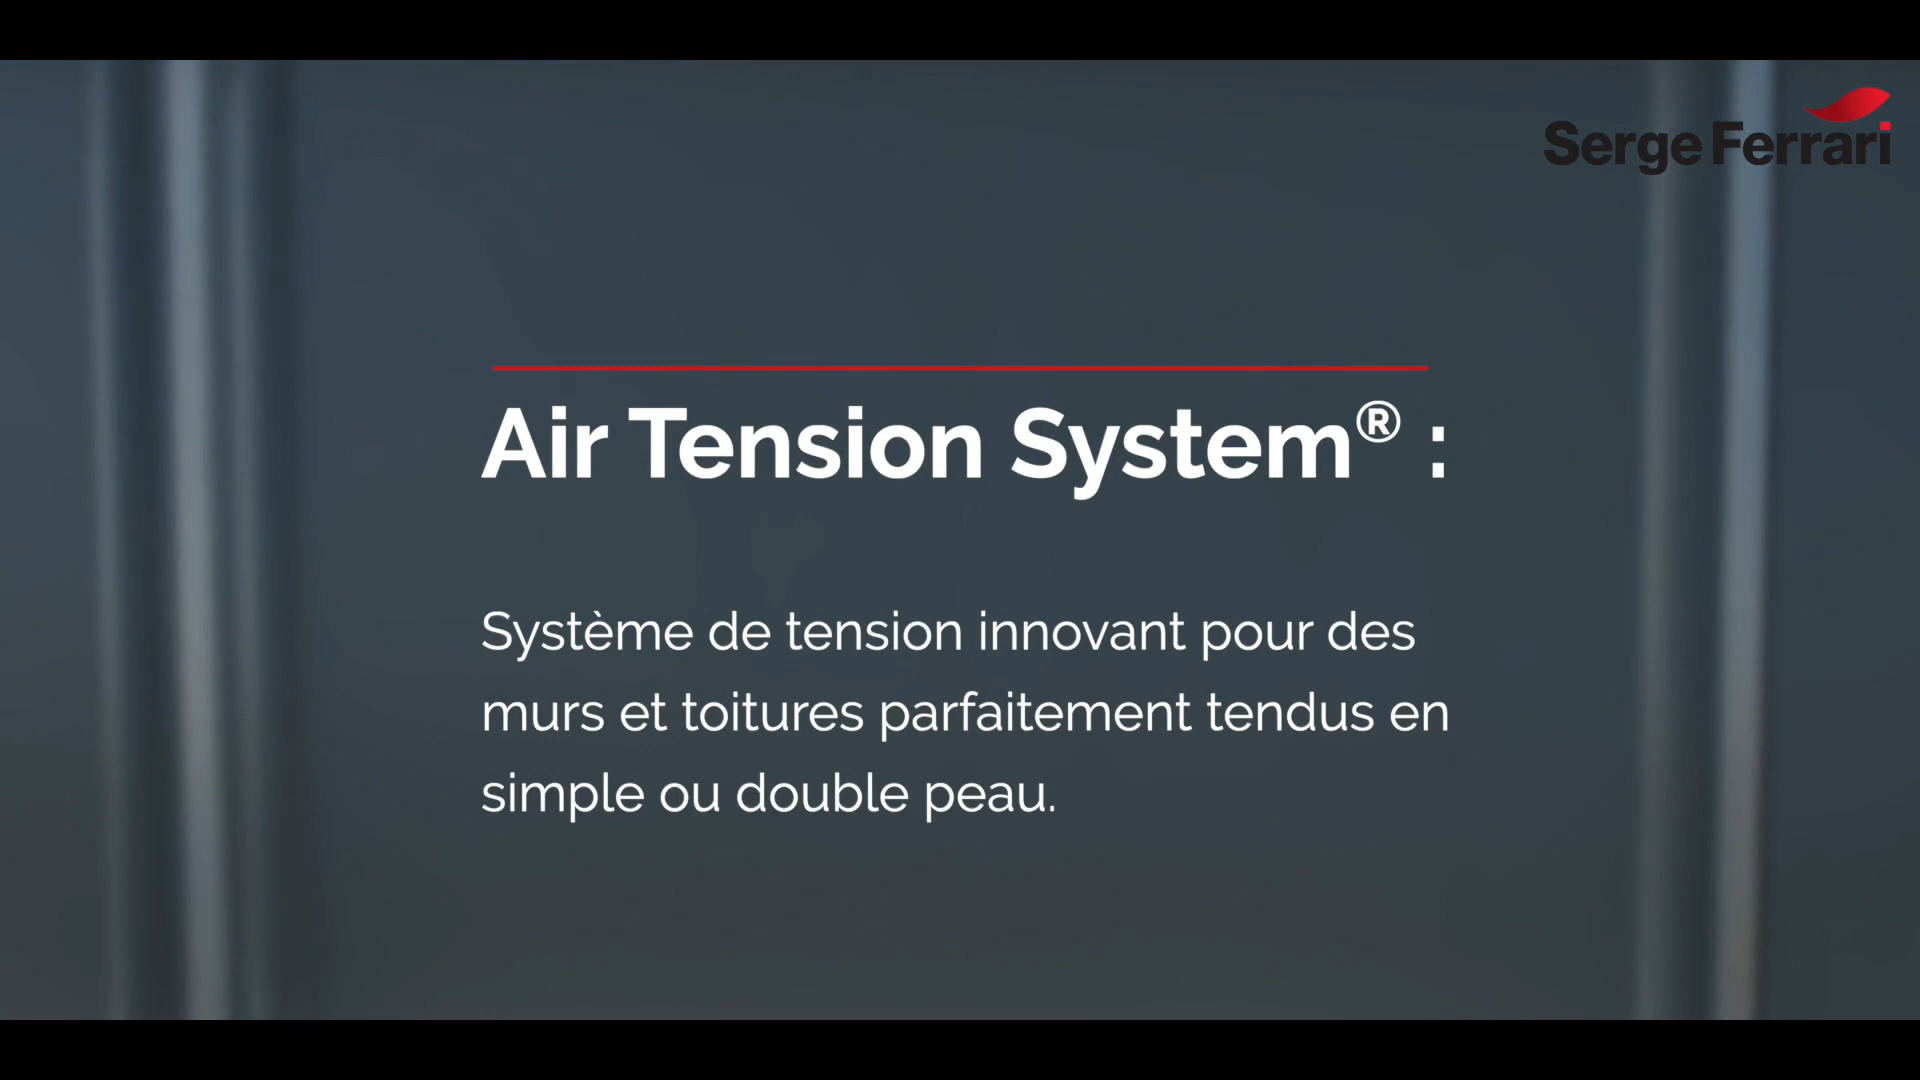 Serge Ferrari
Air Tension System® :
Système de tension innovant pour des
murs et toitures parfaitement tendus en
simple ou double peau.